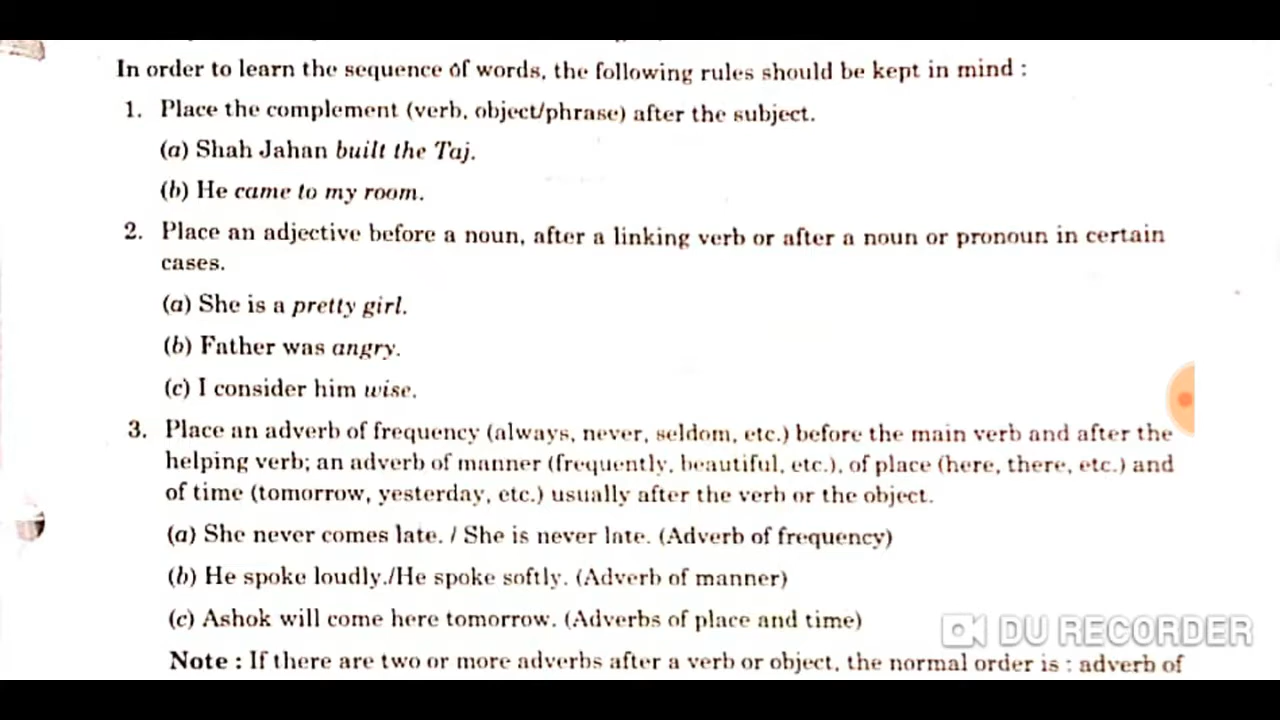 In order to learn the sequence of words, the following rules should be kept in mind :
1. Place the complement (verb, object/phrase) after the subject.
(a) Shah Jahan built the Taj.
(b) He came to my room.
2. Place an adjective before a noun, after a linking verb or after a noun or pronoun in certain
cases.
(a) She is a pretty girl.
(b) Father was angry.
(c) I consider him wise.
3. Place an adverb of frequency (always, never, seldom, etc.) before the main verb and after the
helping verb; an adverb of manner (frequently, beautiful, etc.), of place (here, there, etc.) and
of time (tomorrow, yesterday, etc.) usually after the verb or the object.
(a) She never comes late. / She is never late. (Adverb of frequency)
(b) He spoke loudly./He spoke softly. (Adverb of manner)
(c) Ashok will come here tomorrow. (Adverbs of place and time)
DU RECORDER
Note : If there are two or more adverbs after a verb or object, the normal order is : adverb of